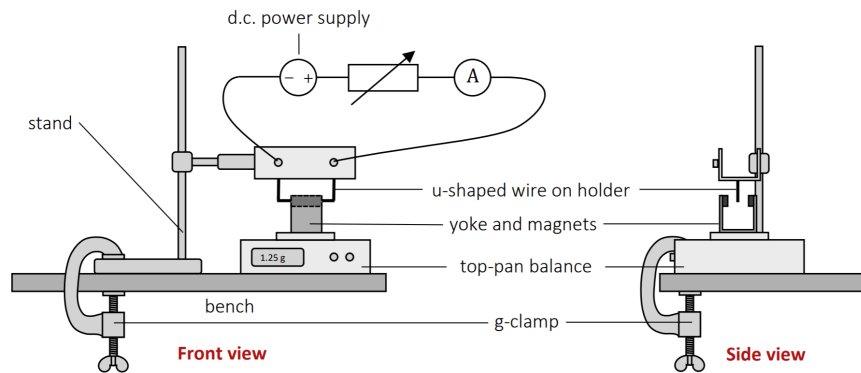 d.c. power supply
− +
A
stand
u-shaped wire on holder
yoke and magnets
1.25 g
top-pan balance
bench
g-clamp
Front view
Side view